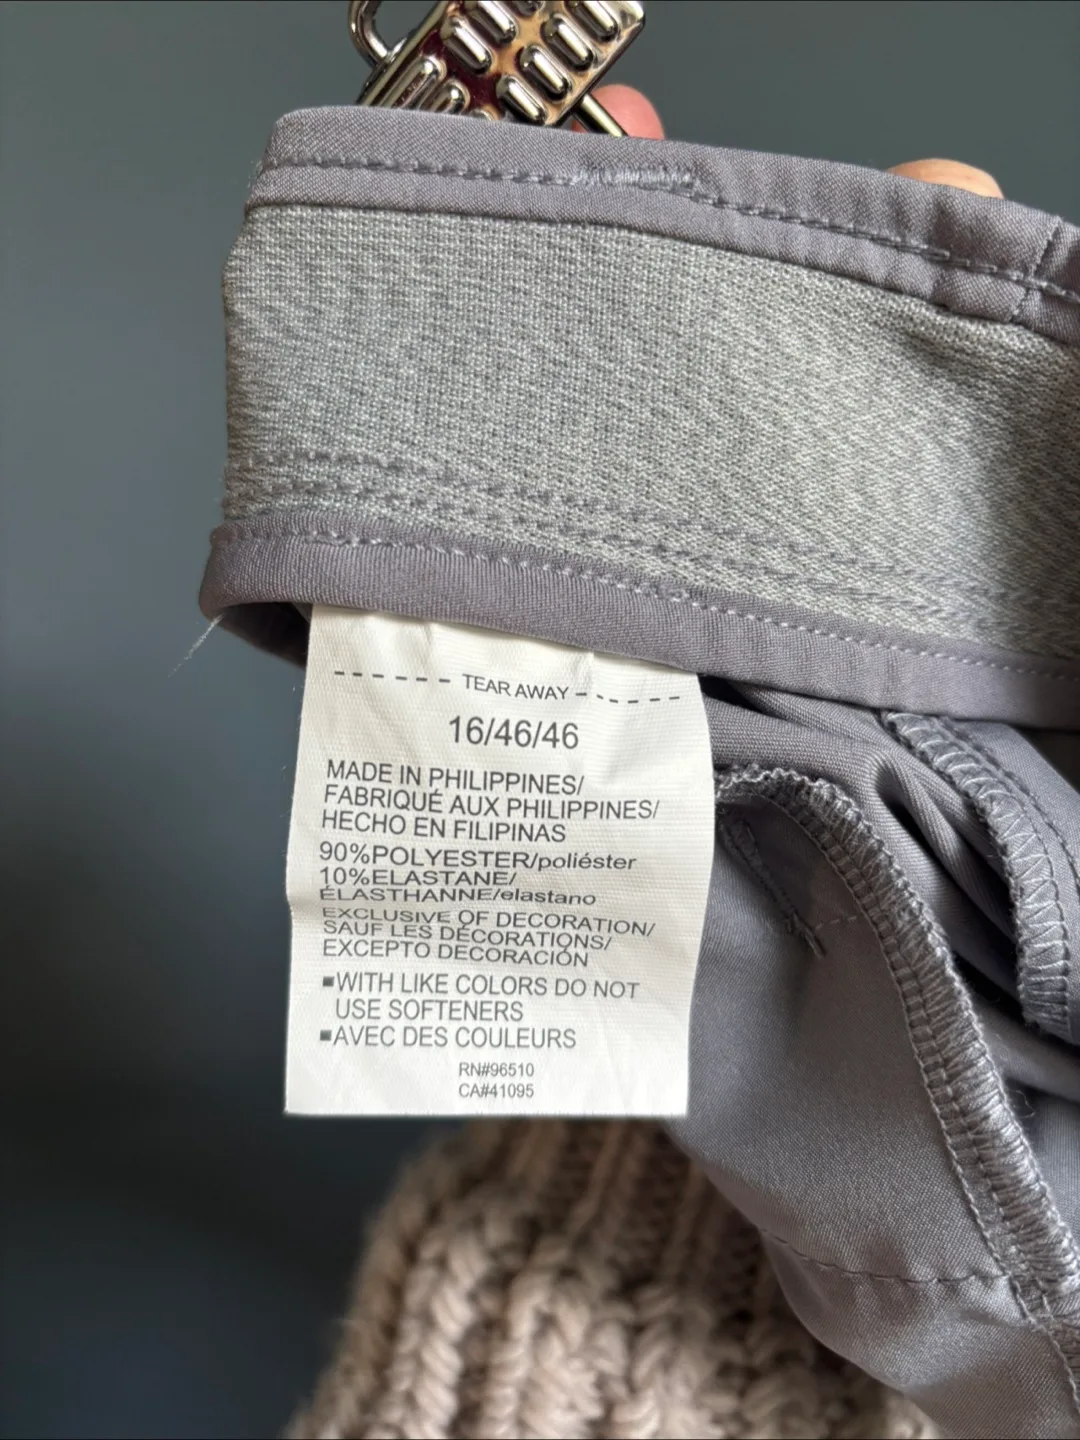 TEAR AWAY
16/46/46
MADE IN PHILIPPINES/
FABRIQUÉ AUX PHILIPPINES/
HECHO EN FILIPINAS
90%POLYESTER/poliéster
10%ELASTANE/
ÉLASTHANNE/elastano
EXCLUSIVE OF DECORATION/
SAUF LES DÉCORATIONS/
EXCEPTO DECORACIÓN
▪WITH LIKE COLORS DO NOT
USE SOFTENERS
▪AVEC DES COULEURS
RN#96510
CA#41095